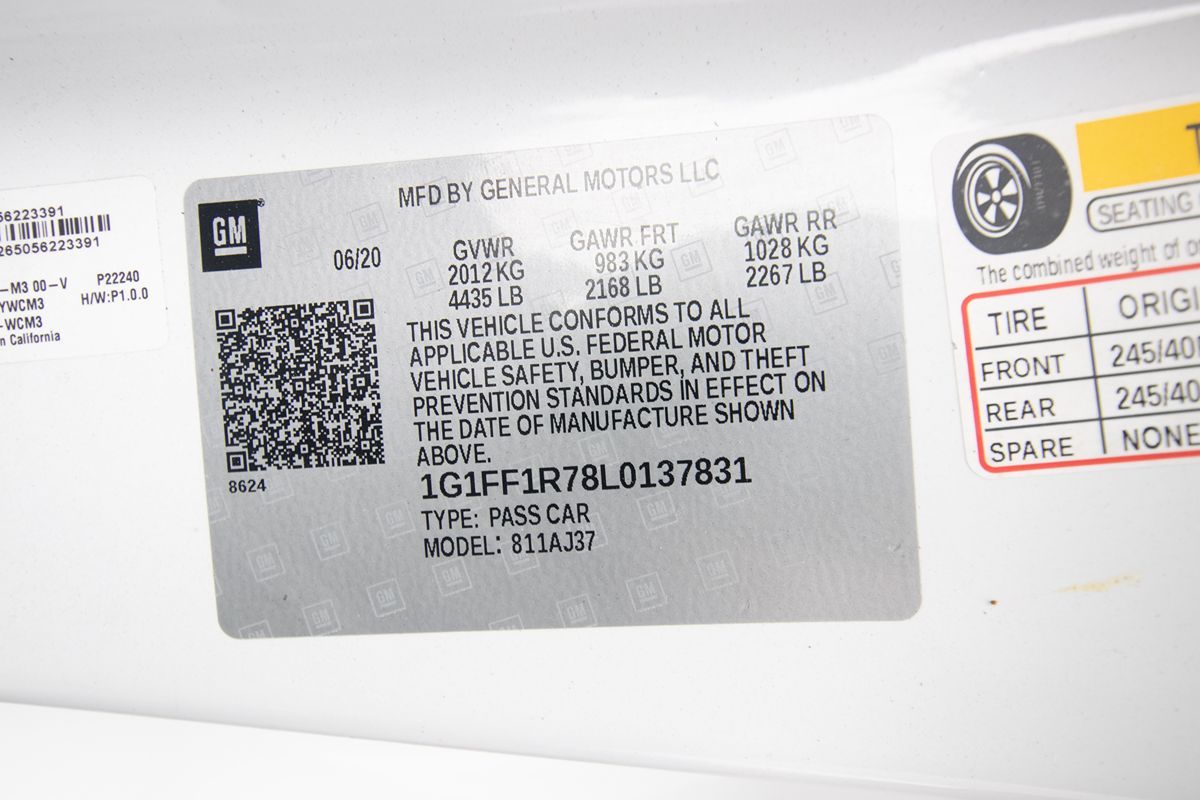 56223391
265056223391
-M3 00-V P22240
YWCM3 H/W:P1.0.0
-WCM3
n California
GM
MFD BY GENERAL MOTORS LLC
06/20
GVWR GAWR FRT GAWR RR
2012 KG 983 KG 1028 KG
4435 LB 2168 LB 2267 LB
THIS VEHICLE CONFORMS TO ALL
APPLICABLE U.S. FEDERAL MOTOR
VEHICLE SAFETY, BUMPER, AND THEFT
PREVENTION STANDARDS IN EFFECT ON
THE DATE OF MANUFACTURE SHOWN
ABOVE.
8624
1G1FF1R78L0137831
TYPE: PASS CAR
MODEL: 811AJ37
T
SEATING
The combined weight of o
TIRE ORIGI
FRONT 245/40
REAR 245/40
SPARE NONE